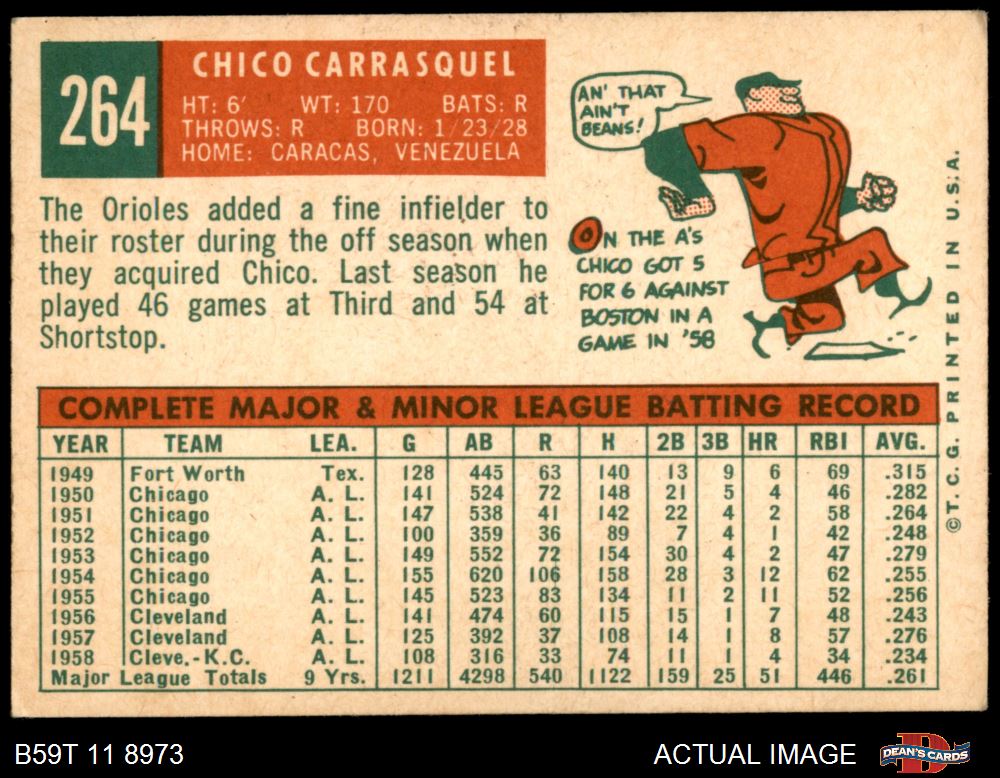 264
CHICO CARRASQUEL
HT: 6' WT: 170 BATS: R
THROWS: R BORN: 1/23/28
HOME: CARACAS, VENEZUELA
The Orioles added a fine infielder to
their roster during the off season when
they acquired Chico. Last season he
played 46 games at Third and 54 at
Shortstop.
AN' THAT
AIN'T
BEANS!
ON THE A'S
CHICO GOT 5
FOR 6 AGAINST
BOSTON IN A
GAME IN '58
COMPLETE MAJOR & MINOR LEAGUE BATTING RECORD
YEAR TEAM LEA. G AB R H 2B 3B HR RBI AVG.
1949 Fort Worth Tex. 128 445 63 140 13 9 6 69 .315
1950 Chicago A. L. 141 524 72 148 21 5 4 46 .282
1951 Chicago A. L. 147 538 41 142 22 4 2 58 .264
1952 Chicago A. L. 100 359 36 89 7 4 1 42 .248
1953 Chicago A. L. 149 552 72 154 30 4 2 47 .279
1954 Chicago A. L. 155 620 106 158 28 3 12 62 .255
1955 Chicago A. L. 145 523 83 134 11 2 11 52 .256
1956 Cleveland A. L. 141 474 60 115 15 1 7 48 .243
1957 Cleveland A. L. 125 392 37 108 14 1 8 57 .276
1958 Cleve.-K.C. A. L. 108 316 33 74 11 1 4 34 .234
Major League Totals 9 Yrs. 1211 4298 540 1122 159 25 51 446 .261
©T. C. G. PRINTED IN U.S.A.
B59T 11 8973
ACTUAL IMAGE
D
DEAN'S CARDS